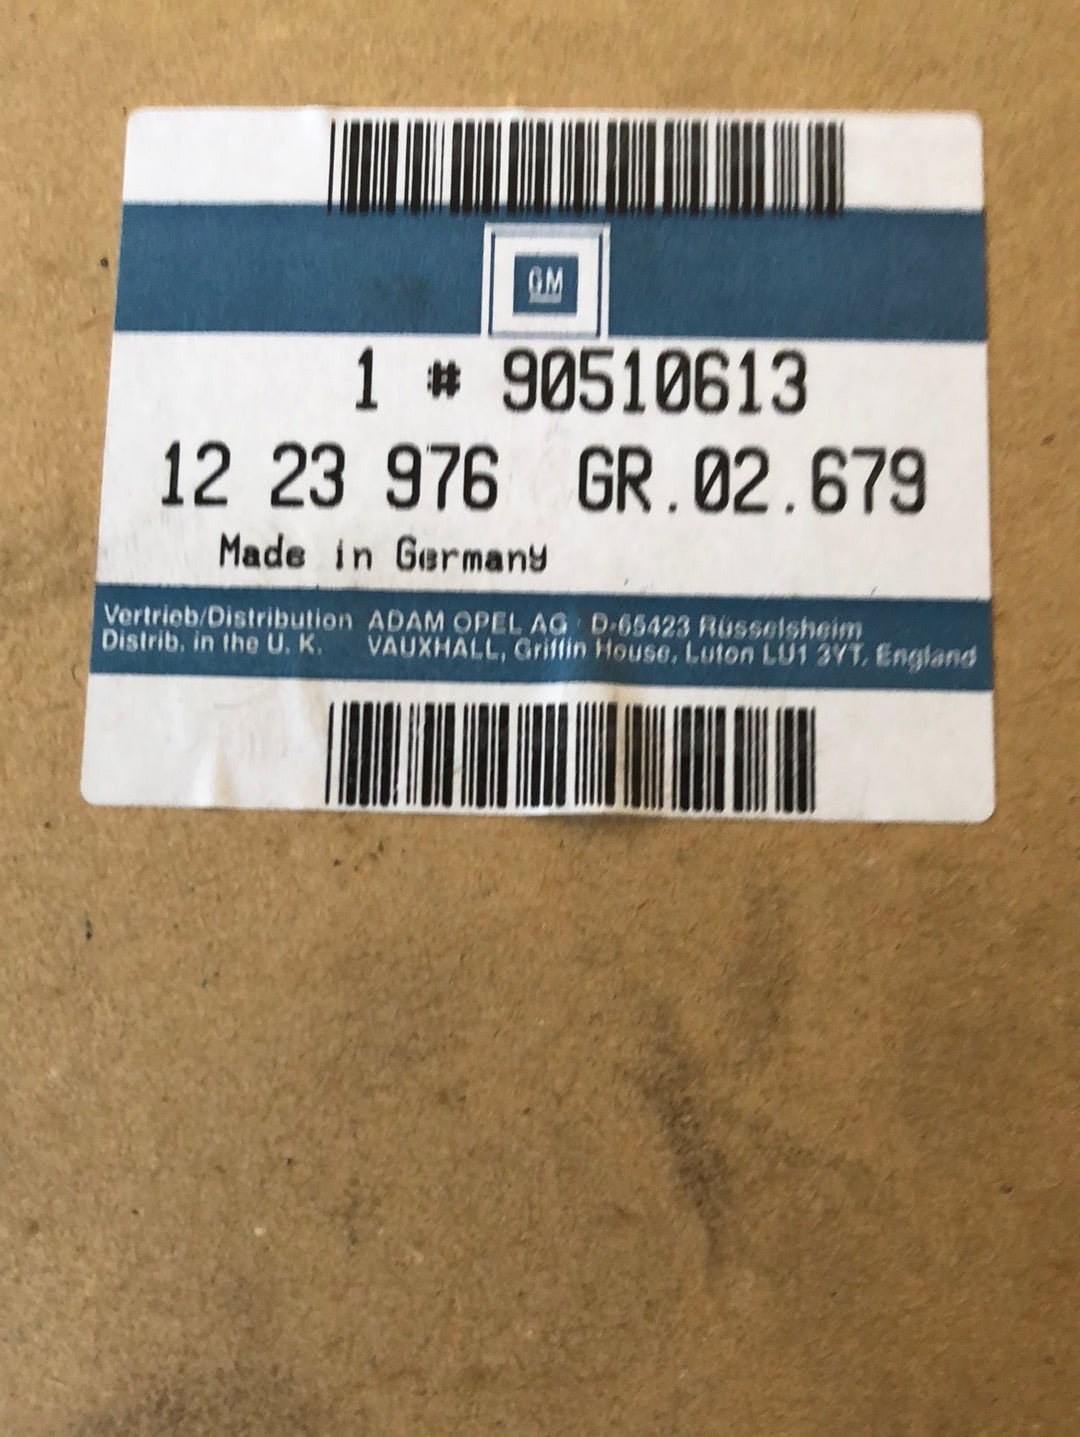 GM
1 # 90510613
12 23 976 GR.02.679
Made in Germany
Vertrieb/Distribution ADAM OPEL AG · D-65423 Rüsselsheim
Distrib. in the U. K. VAUXHALL, Griffin House, Luton LU1 3YT, England